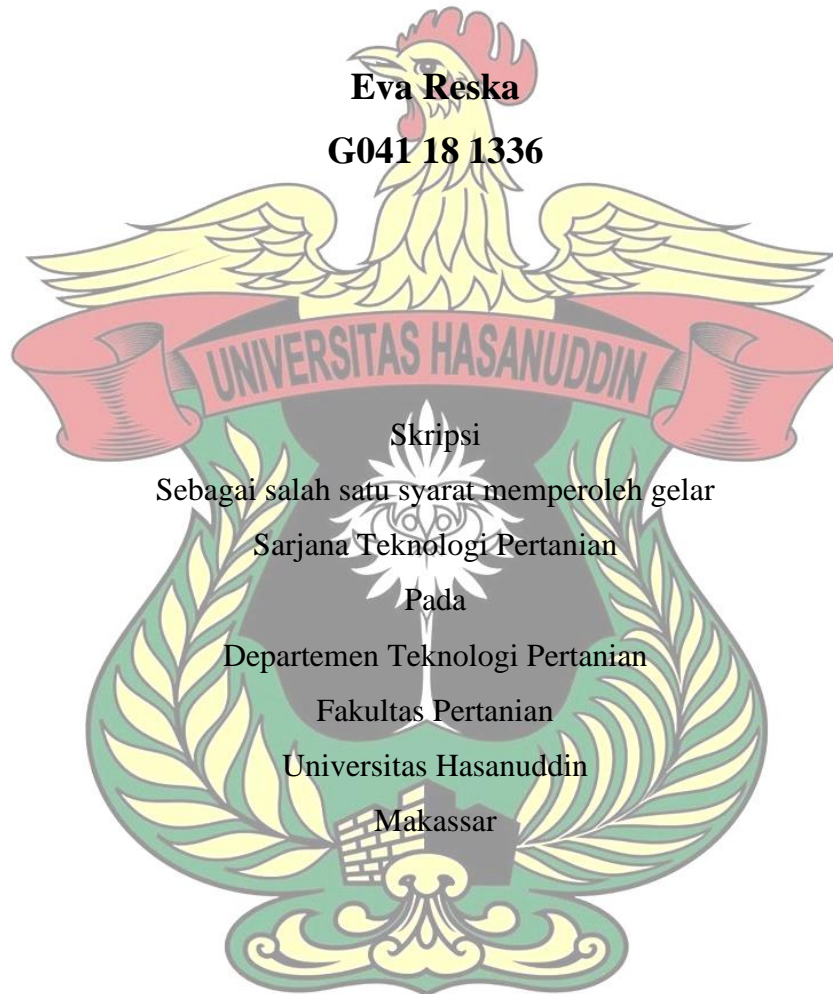 Eva Reska
G041 18 1336
UNIVERSITAS HASANUDDIN
Skripsi
Sebagai salah satu syarat memperoleh gelar
Sarjana Teknologi Pertanian
Pada
Departemen Teknologi Pertanian
Fakultas Pertanian
Universitas Hasanuddin
Makassar